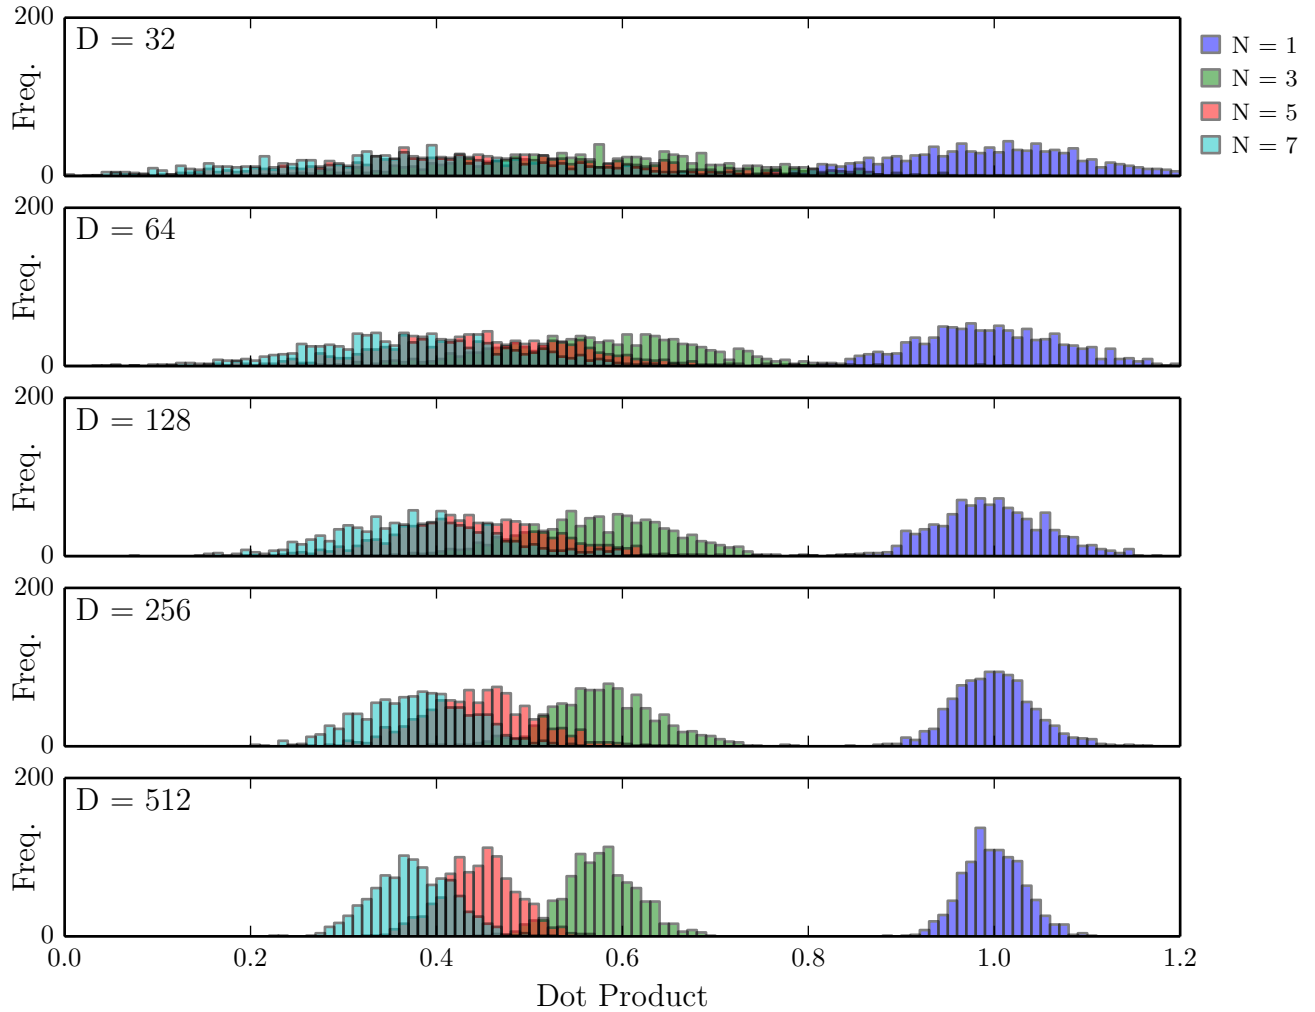 200
D = 32
Freq.
0
N = 1
N = 3
N = 5
N = 7
200
D = 64
Freq.
0
200
D = 128
Freq.
0
200
D = 256
Freq.
0
200
D = 512
Freq.
0
0.0 0.2 0.4 0.6 0.8 1.0 1.2
Dot Product